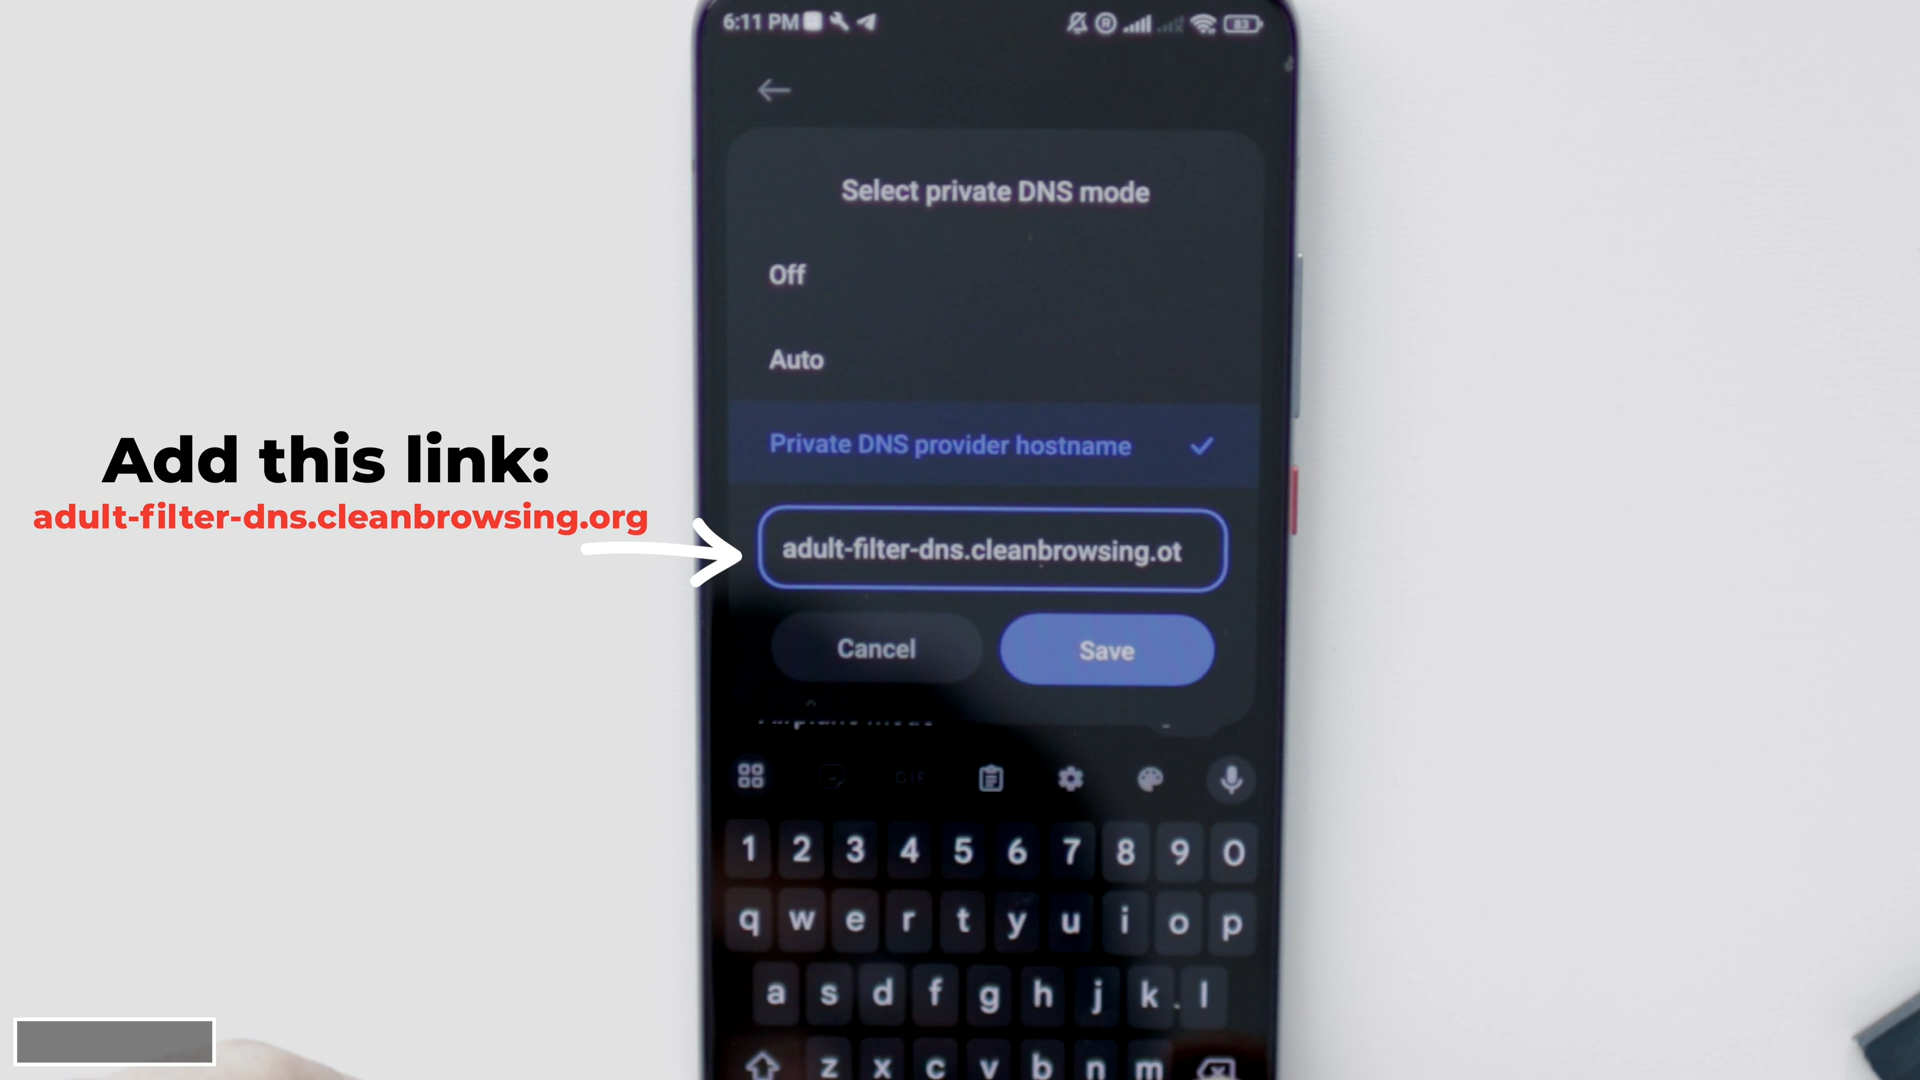 6:11 PM
83
Select private DNS mode
Off
Auto
Private DNS provider hostname
Add this link:
adult-filter-dns.cleanbrowsing.org
adult-filter-dns.cleanbrowsing.ot
Cancel
Save
GIF
1 2 3 4 5 6 7 8 9 0
q w e r t y u i o p
a s d f g h j k l
z x c v b n m